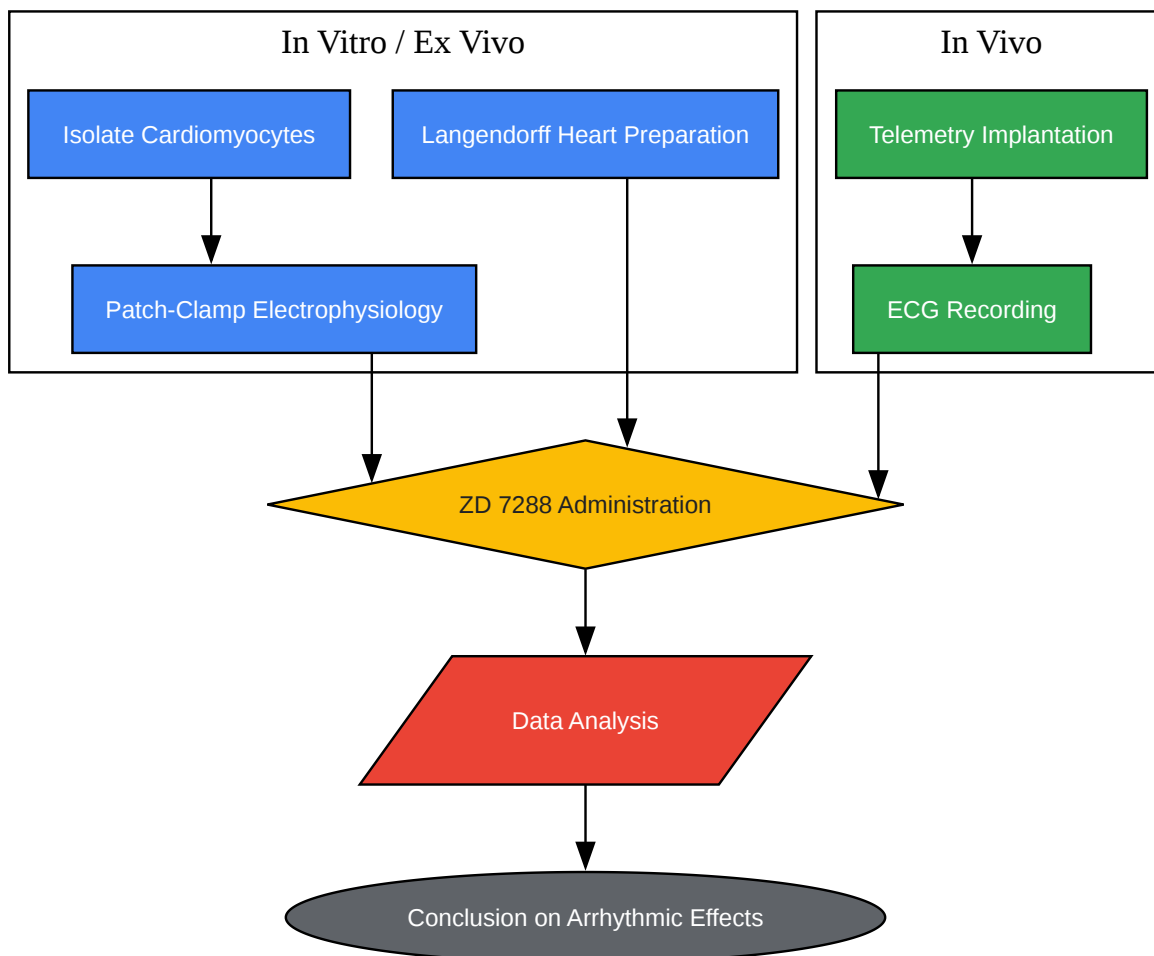 In Vitro / Ex Vivo
In Vivo
Isolate Cardiomyocytes
Langendorff Heart Preparation
Telemetry Implantation
Patch-Clamp Electrophysiology
ECG Recording
ZD 7288 Administration
Data Analysis
Conclusion on Arrhythmic Effects